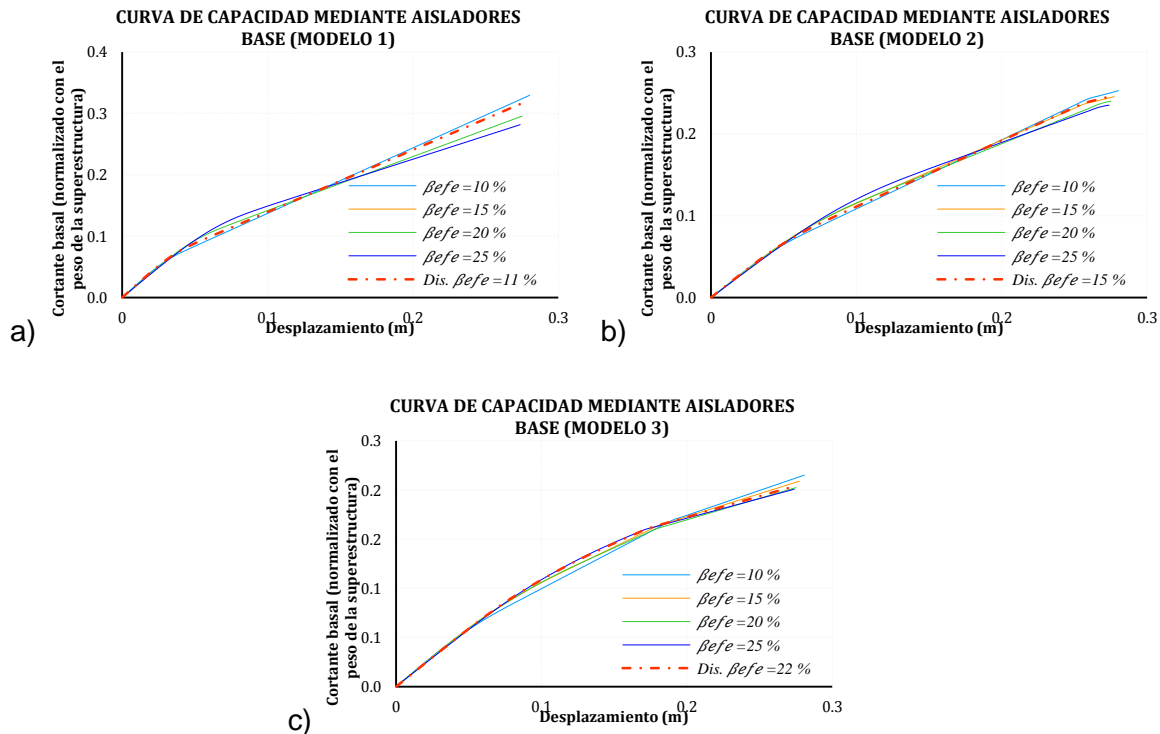 CURVA DE CAPACIDAD MEDIANTE AISLADORES
BASE (MODELO 1)
Cortante basal (normalizado con el
peso de la superestructura)
0.4
0.3
0.2
0.1
0.0
0
0.1
0.2
0.3
Desplazamiento (m)
βefe=10 %
βefe=15 %
βefe=20 %
βefe=25 %
Dis. βefe=11 %
a)
CURVA DE CAPACIDAD MEDIANTE AISLADORES
BASE (MODELO 2)
Cortante basal (normalizado con el
peso de la superestructura)
0.3
0.2
0.1
0.0
0
0.1
0.2
0.3
Desplazamiento (m)
βefe=10 %
βefe=15 %
βefe=20 %
βefe=25 %
Dis. βefe=15 %
b)
CURVA DE CAPACIDAD MEDIANTE AISLADORES
BASE (MODELO 3)
Cortante basal (normalizado con el
peso de la superestructura)
0.3
0.2
0.2
0.1
0.1
0.0
0
0.1
0.2
0.3
Desplazamiento (m)
βefe=10 %
βefe=15 %
βefe=20 %
βefe=25 %
Dis. βefe=22 %
c)